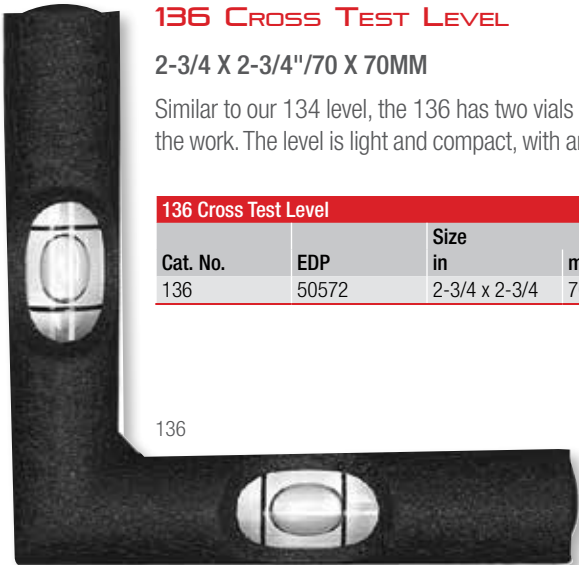 136 Cross Test Level
2-3/4 X 2-3/4"/70 X 70MM
Similar to our 134 level, the 136 has two vials
the work. The level is light and compact, with
136 Cross Test Level
Size
Cat. No. EDP in
136 50572 2-3/4 x 2-3/4 7
136